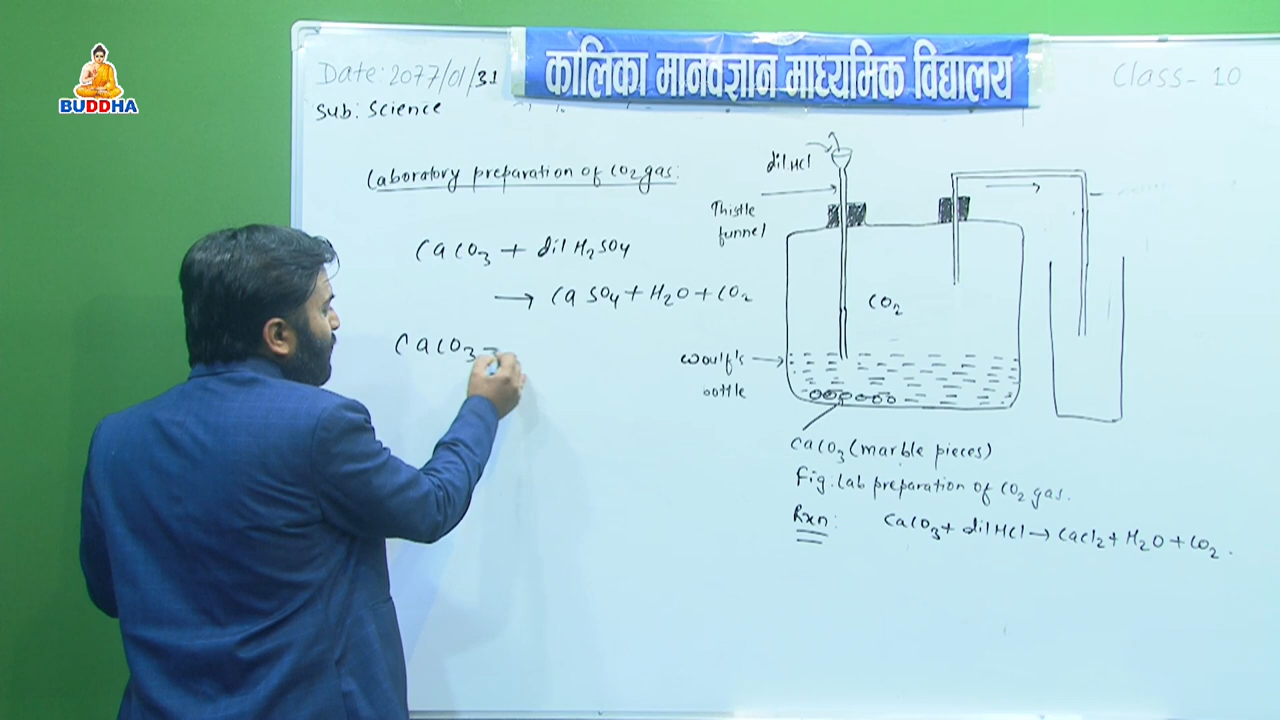 BUDDHA
Date: 2077/01/31
कालिका मानवज्ञान माध्यमिक विद्यालय
Class- 10
Sub: Science
Laboratory preparation of CO2 gas:
CaCO3 + dil H2SO4
→ CaSO4 + H2O + CO2
CaCO3
dil HCl
Thistle
funnel
CO2
Woulf's
bottle
CaCO3 (marble pieces)
Fig: Lab preparation of CO2 gas.
Rxn: CaCO3 + dil HCl → CaCl2 + H2O + CO2.